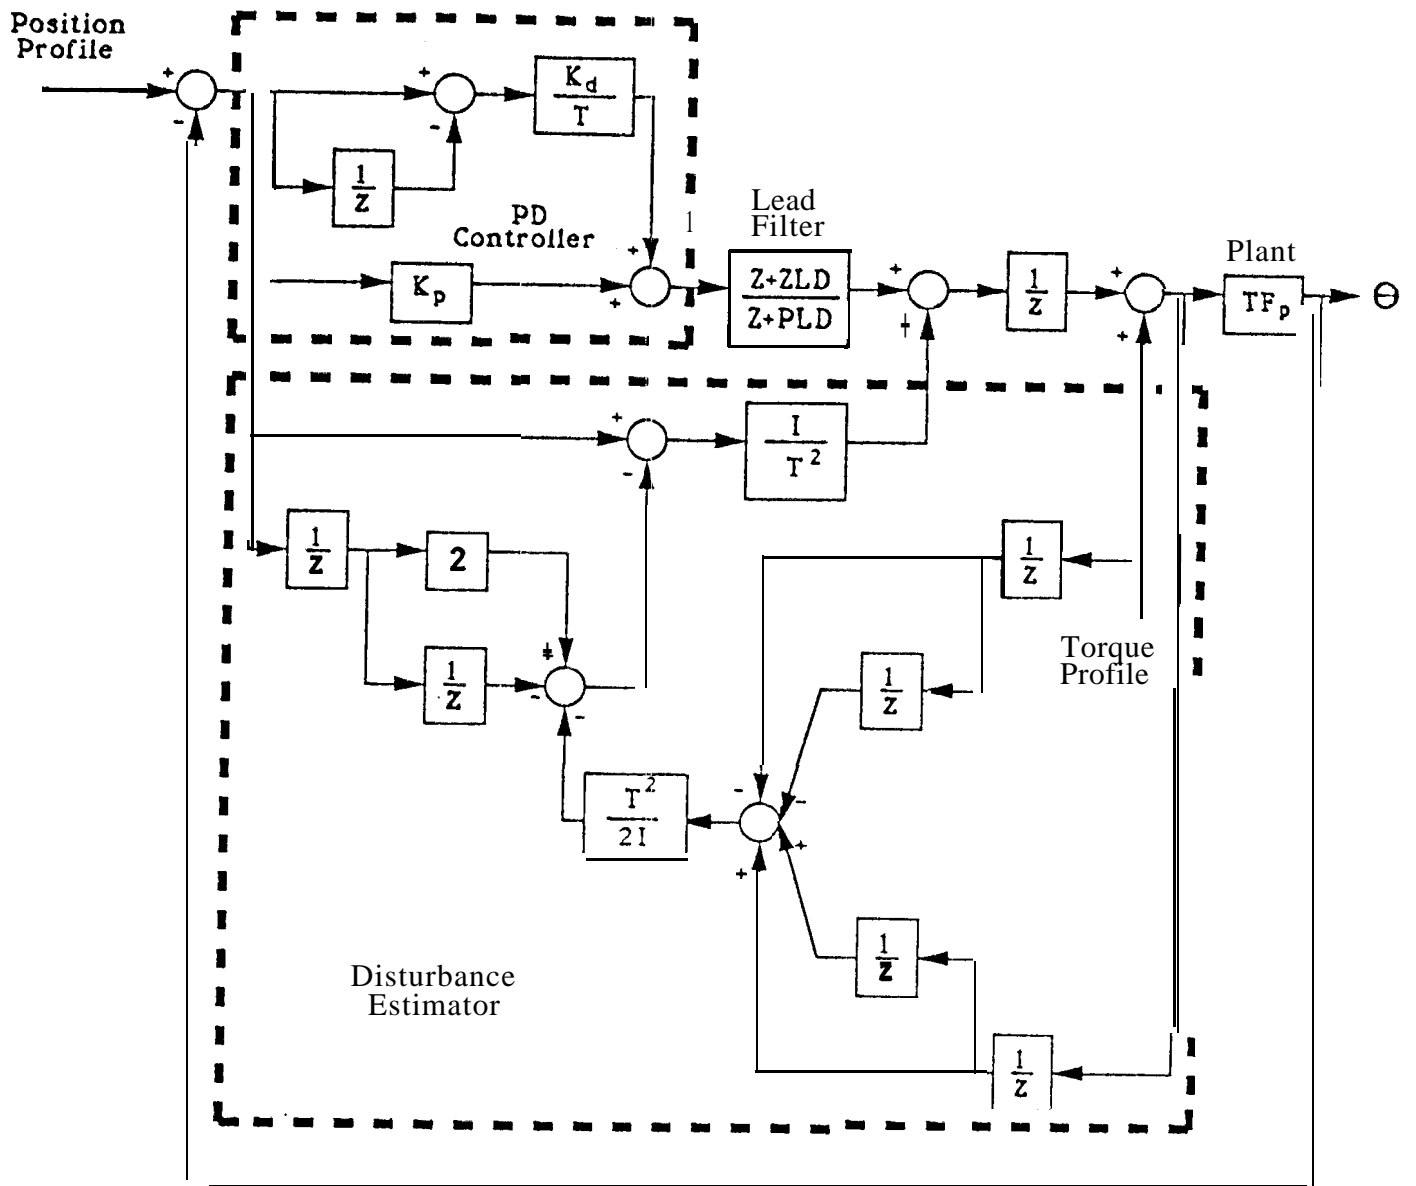 Position
Profile
+
-
+
-
K_d
T
1
Z
PD
Controller
K_p
+
+
1
Lead
Filter
Z+ZLD
Z+PLD
+
+
1
Z
+
+
Plant
TF_p
Θ
+
-
I
T^2
1
Z
2
1
Z
-
-
1
Z
Torque
Profile
1
Z
-
-
+
+
T^2
2I
1
Z
1
Z
Disturbance
Estimator